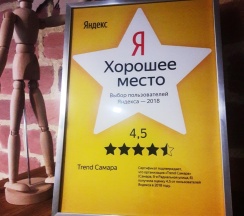 Яндекс
Я
Хорошее
место
Выбор пользователей
Яндекса — 2018
4,5
Trend Самара